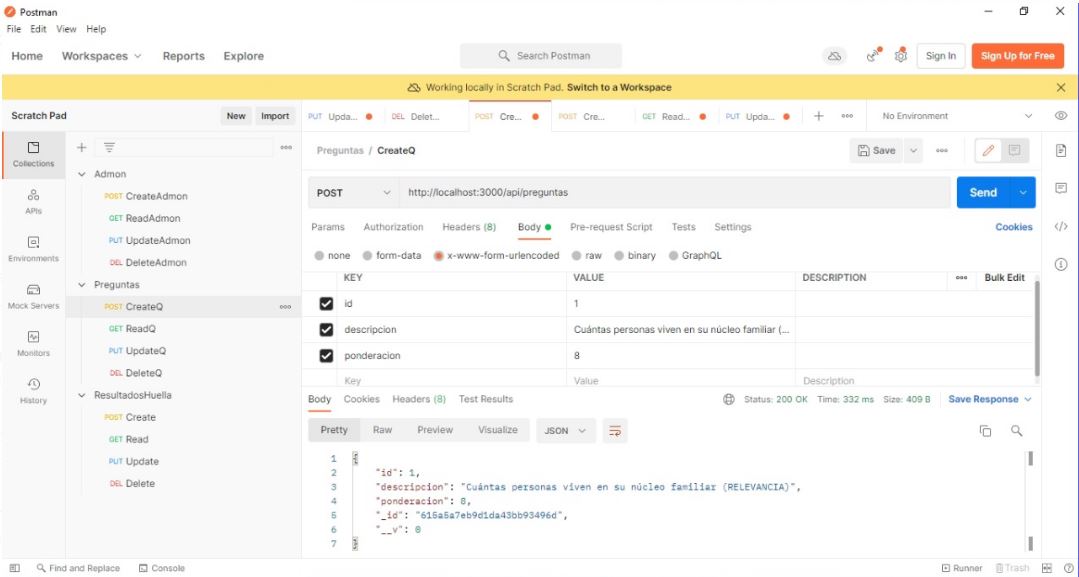 Postman
File Edit View Help
Home Workspaces Reports Explore Search Postman Sign In Sign Up for Free
Working locally in Scratch Pad. Switch to a Workspace
Scratch Pad New Import PUT Upda... DEL Delet... POST Cre... POST Cre... GET Read... PUT Upda... No Environment
Collections
APIs
Environments
Mock Servers
Monitors
History
Admon
POST CreateAdmon
GET ReadAdmon
PUT UpdateAdmon
DEL DeleteAdmon
Preguntas
POST CreateQ
GET ReadQ
PUT UpdateQ
DEL DeleteQ
ResultadosHuella
POST Create
GET Read
PUT Update
DEL Delete
Preguntas / CreateQ Save
POST http://localhost:3000/api/preguntas Send
Params Authorization Headers (8) Body Pre-request Script Tests Settings Cookies
none form-data x-www-form-urlencoded raw binary GraphQL
KEY VALUE DESCRIPTION Bulk Edit
id 1
descripcion Cuántas personas viven en su núcleo familiar (...
ponderacion 8
Key Value Description
Body Cookies Headers (8) Test Results Status: 200 OK Time: 332 ms Size: 409 B Save Response
Pretty Raw Preview Visualize JSON
1 {
2 "id": 1,
3 "descripcion": "Cuántas personas viven en su núcleo familiar (RELEVANCIA)",
4 "ponderacion": 8,
5 "_id": "615a5a7eb9d1da43bb93496d",
6 "__v": 0
7 }
Find and Replace Console Runner Trash